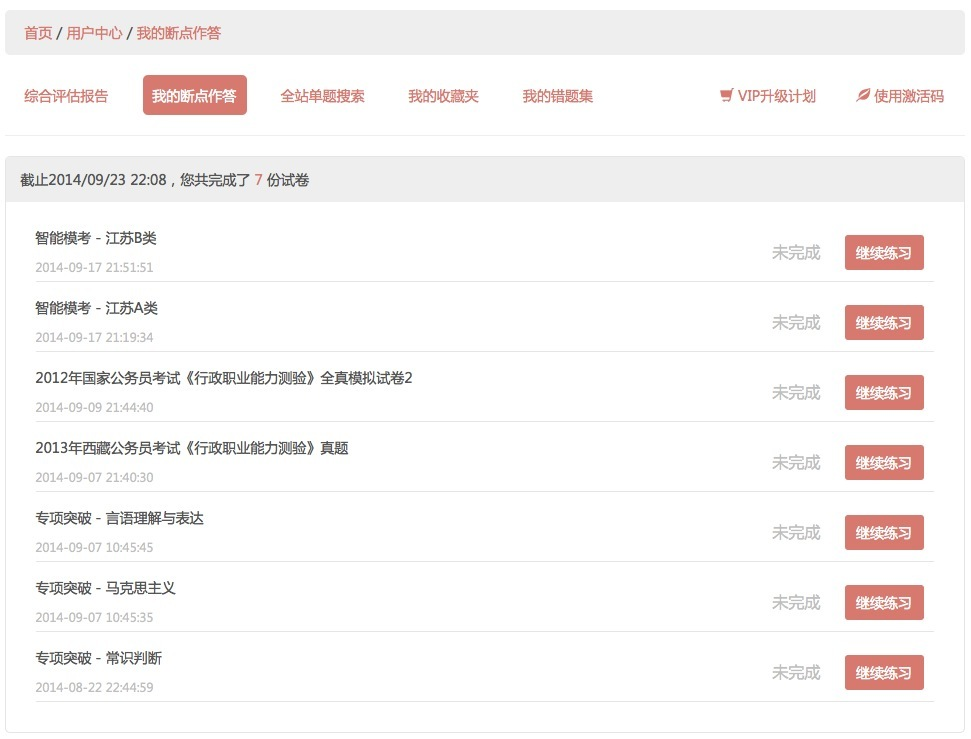 首页 / 用户中心 / 我的断点作答
综合评估报告 我的断点作答 全站单题搜索 我的收藏夹 我的错题集 VIP升级计划 使用激活码
截止2014/09/23 22:08，您共完成了 7 份试卷
智能模考 - 江苏B类
2014-09-17 21:51:51
未完成 继续练习
智能模考 - 江苏A类
2014-09-17 21:19:34
未完成 继续练习
2012年国家公务员考试《行政职业能力测验》全真模拟试卷2
2014-09-09 21:44:40
未完成 继续练习
2013年西藏公务员考试《行政职业能力测验》真题
2014-09-07 21:40:30
未完成 继续练习
专项突破 - 言语理解与表达
2014-09-07 10:45:45
未完成 继续练习
专项突破 - 马克思主义
2014-09-07 10:45:35
未完成 继续练习
专项突破 - 常识判断
2014-08-22 22:44:59
未完成 继续练习